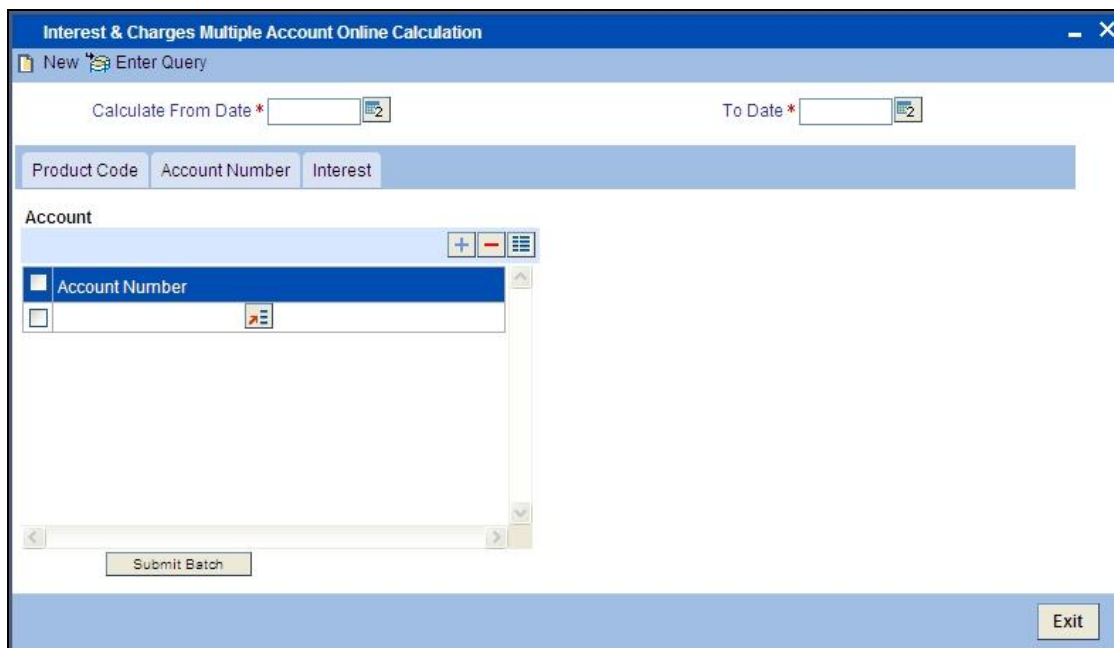 Interest & Charges Multiple Account Online Calculation
New Enter Query
Calculate From Date * To Date *
Product Code Account Number Interest
Account
Account Number
Submit Batch
Exit